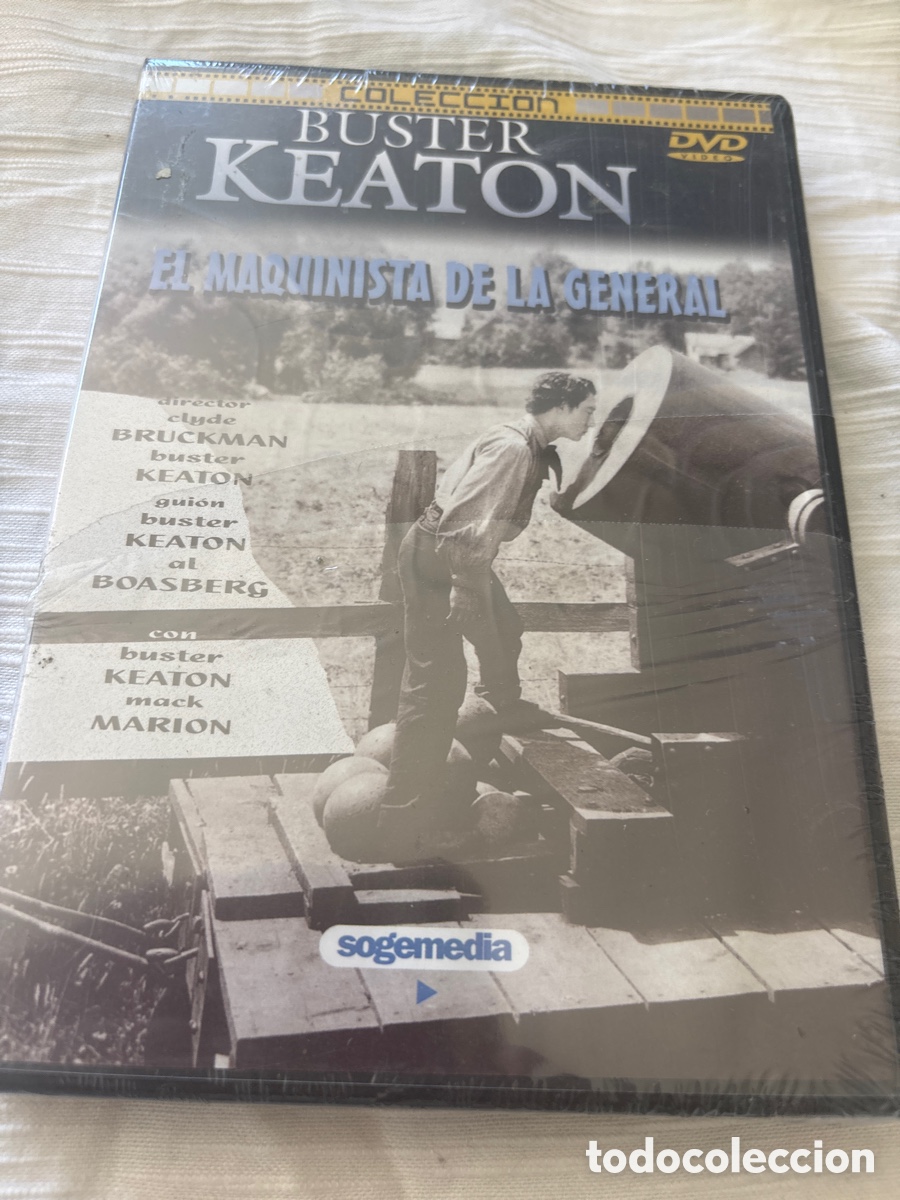 COLECCION
BUSTER
KEATON
DVD
VIDEO
EL MAQUINISTA DE LA GENERAL
director
clyde
BRUCKMAN
buster
KEATON
guión
buster
KEATON
al
BOASBERG
con
buster
KEATON
mack
MARION
sogemedia
todocoleccion